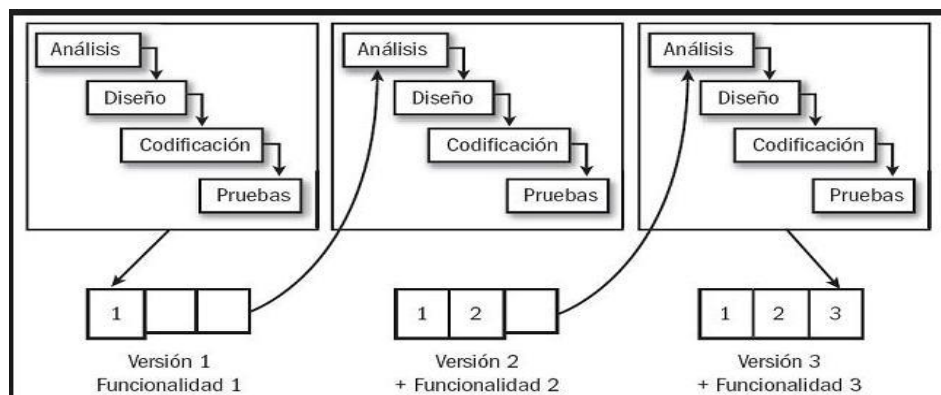 Análisis
Diseño
Codificación
Pruebas
Análisis
Diseño
Codificación
Pruebas
Análisis
Diseño
Codificación
Pruebas
1
1 2
1 2 3
Versión 1
Funcionalidad 1
Versión 2
+ Funcionalidad 2
Versión 3
+ Funcionalidad 3